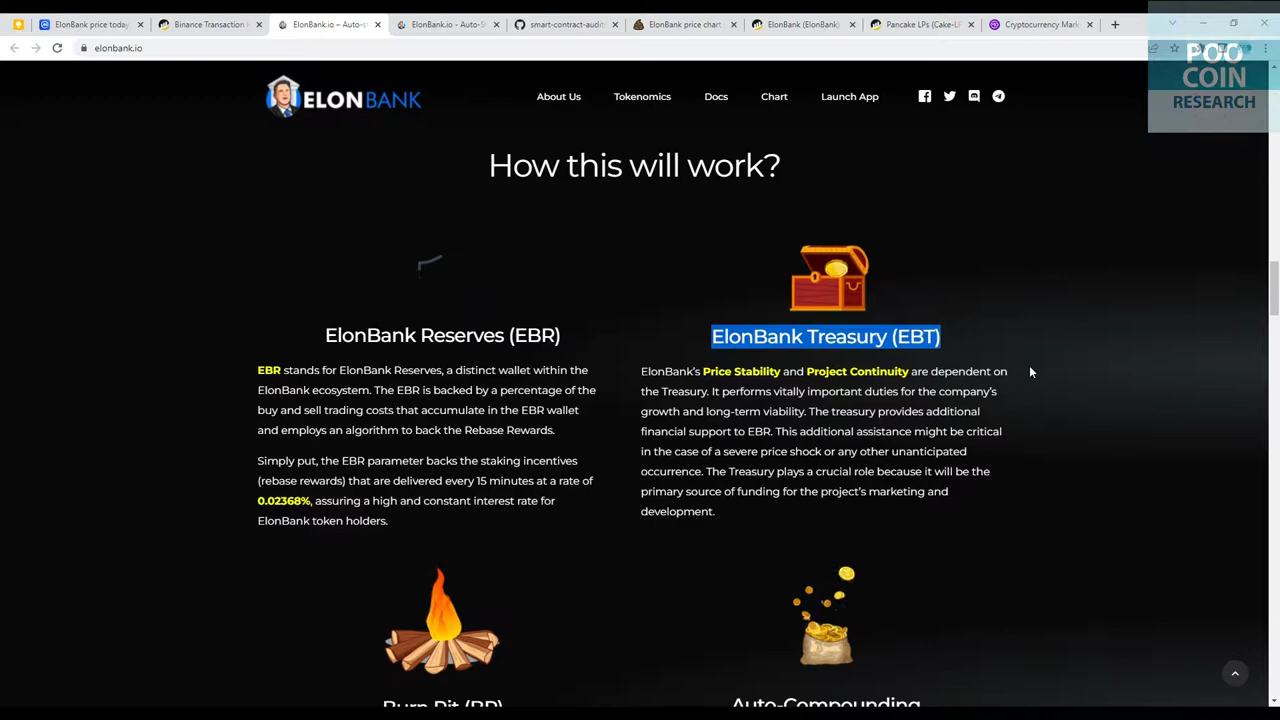 ElonBank price today
Binance Transaction H
ElonBank.io – Auto-st
ElonBank.io - Auto-St
smart-contract-audit
ElonBank price chart
ElonBank (ElonBank)
Pancake LPs (Cake-LP
Cryptocurrency Mark
elonbank.io
POO
COIN
RESEARCH
ELONBANK
About Us
Tokenomics
Docs
Chart
Launch App
How this will work?
ElonBank Reserves (EBR)
EBR stands for ElonBank Reserves, a distinct wallet within the
ElonBank ecosystem. The EBR is backed by a percentage of the
buy and sell trading costs that accumulate in the EBR wallet
and employs an algorithm to back the Rebase Rewards.
Simply put, the EBR parameter backs the staking incentives
(rebase rewards) that are delivered every 15 minutes at a rate of
0.02368%, assuring a high and constant interest rate for
ElonBank token holders.
ElonBank Treasury (EBT)
ElonBank's Price Stability and Project Continuity are dependent on
the Treasury. It performs vitally important duties for the company's
growth and long-term viability. The treasury provides additional
financial support to EBR. This additional assistance might be critical
in the case of a severe price shock or any other unanticipated
occurrence. The Treasury plays a crucial role because it will be the
primary source of funding for the project's marketing and
development.
Burn Pit (BP)
Auto-Compounding